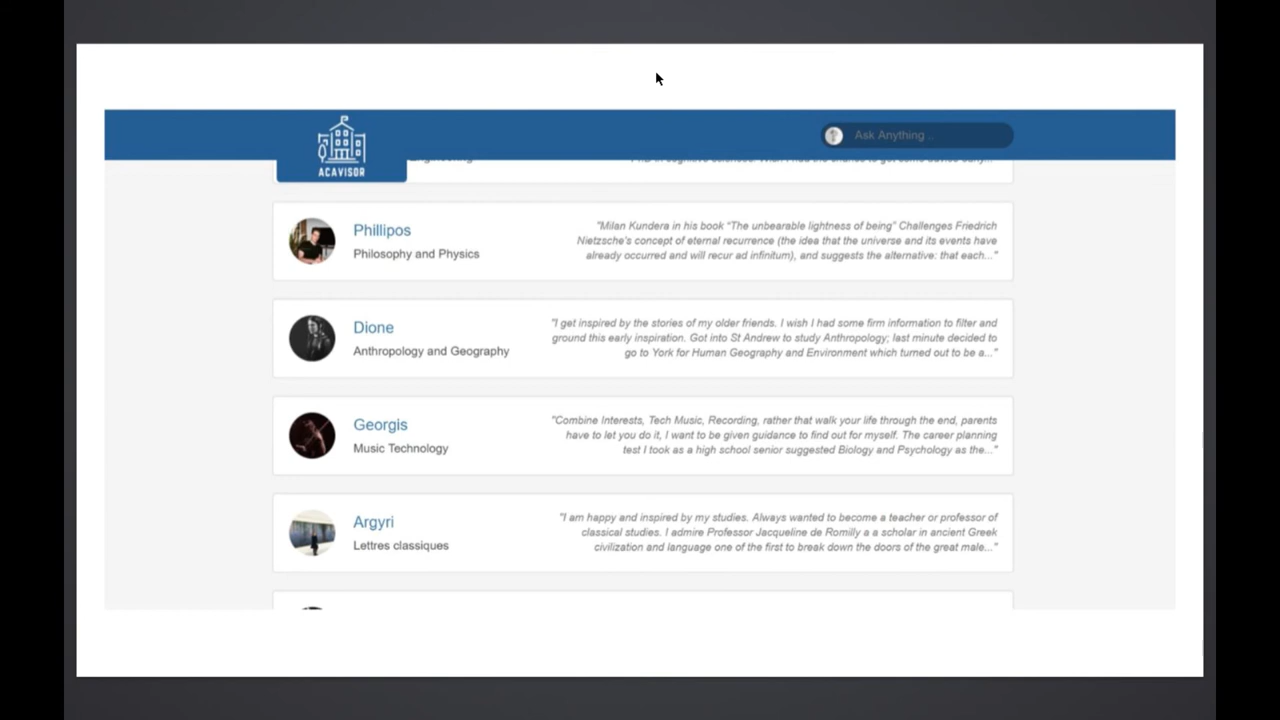 Ask Anything ..
ACAVISOR
Phillipos
Philosophy and Physics
"Milan Kundera in his book “The unbearable lightness of being” Challenges Friedrich
Nietzsche's concept of eternal recurrence (the idea that the universe and its events have
already occurred and will recur ad infinitum), and suggests the alternative: that each..."
Dione
Anthropology and Geography
"I get inspired by the stories of my older friends. I wish I had some firm information to filter and
ground this early inspiration. Got into St Andrew to study Anthropology; last minute decided to
go to York for Human Geography and Environment which turned out to be a..."
Georgis
Music Technology
"Combine Interests, Tech Music, Recording, rather that walk your life through the end, parents
have to let you do it, I want to be given guidance to find out for myself. The career planning
test I took as a high school senior suggested Biology and Psychology as the..."
Argyri
Lettres classiques
"I am happy and inspired by my studies. Always wanted to become a teacher or professor of
classical studies. I admire Professor Jacqueline de Romilly a a scholar in ancient Greek
civilization and language one of the first to break down the doors of the great male..."